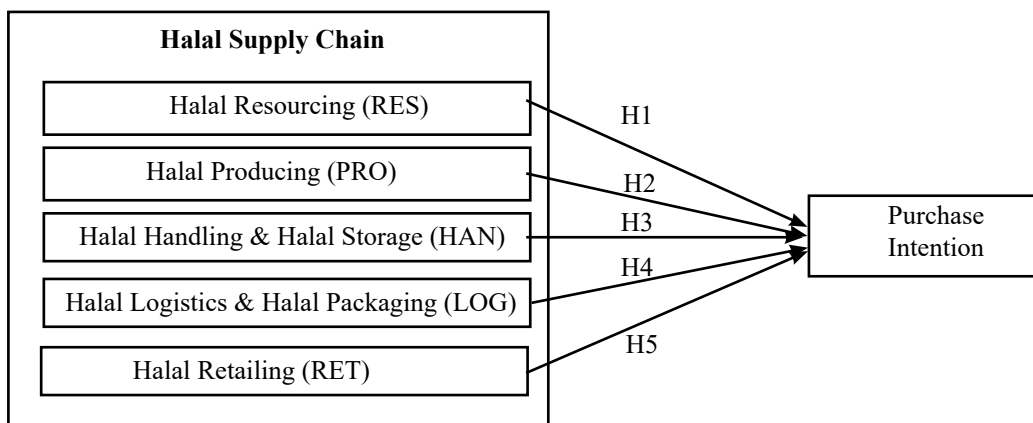 Halal Supply Chain
Halal Resourcing (RES)
H1
Halal Producing (PRO)
H2
Halal Handling & Halal Storage (HAN)
H3
Purchase
Intention
Halal Logistics & Halal Packaging (LOG)
H4
Halal Retailing (RET)
H5